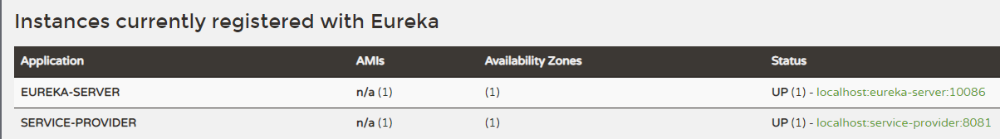 Instances currently registered with Eureka
Application AMIs Availability Zones Status
EUREKA-SERVER n/a (1) (1) UP (1) - localhost:eureka-server:10086
SERVICE-PROVIDER n/a (1) (1) UP (1) - localhost:service-provider:8081